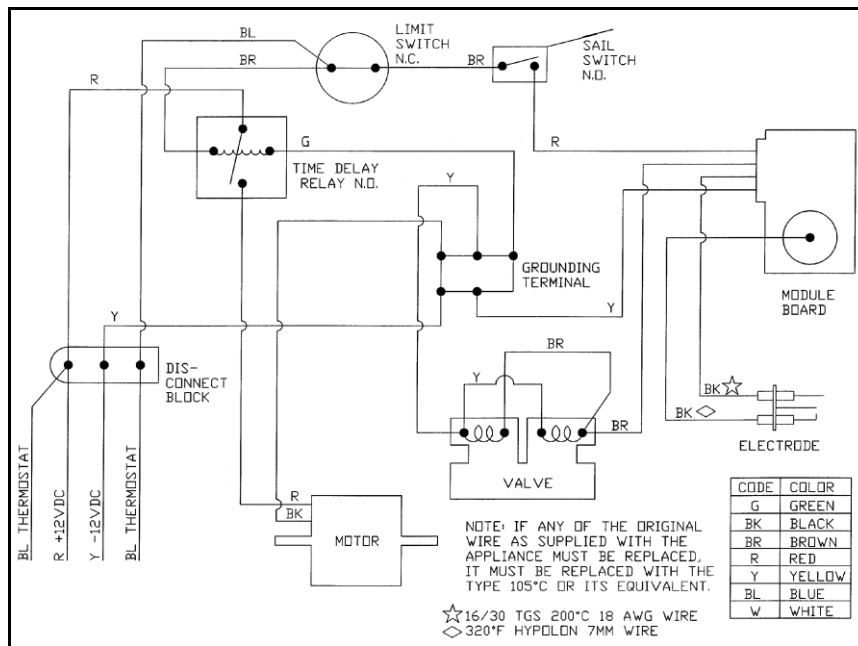 BL
LIMIT
SWITCH
N.C.
BR
BR
SAIL
SWITCH
N.O.
R
G
R
TIME DELAY
RELAY N.O.
Y
GROUNDING
TERMINAL
MODULE
BOARD
Y
Y
DIS-
CONNECT
BLOCK
BR
Y
BK
BK
BR
ELECTRODE
VALVE
BL THERMOSTAT
R +12VDC
Y -12VDC
BL THERMOSTAT
R
BK
MOTOR
NOTE: IF ANY OF THE ORIGINAL
WIRE AS SUPPLIED WITH THE
APPLIANCE MUST BE REPLACED,
IT MUST BE REPLACED WITH THE
TYPE 105°C OR ITS EQUIVALENT.
16/30 TGS 200°C 18 AWG WIRE
320°F HYPOLON 7MM WIRE
CODE COLOR
G GREEN
BK BLACK
BR BROWN
R RED
Y YELLOW
BL BLUE
W WHITE